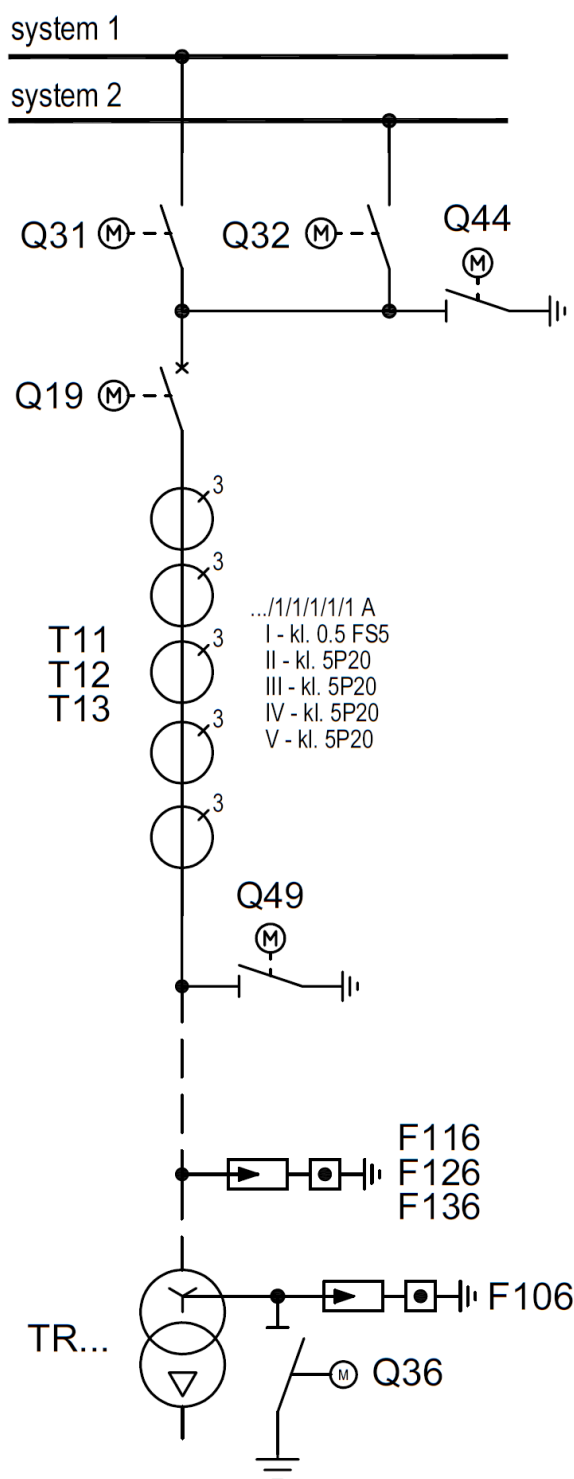 system 1
system 2
Q31 M
Q32 M
Q44
M
Q19 M
3
3
3
3
3
T11
T12
T13
.../1/1/1/1/1 A
I - kl. 0.5 FS5
II - kl. 5P20
III - kl. 5P20
IV - kl. 5P20
V - kl. 5P20
Q49
M
F116
F126
F136
F106
TR...
M Q36